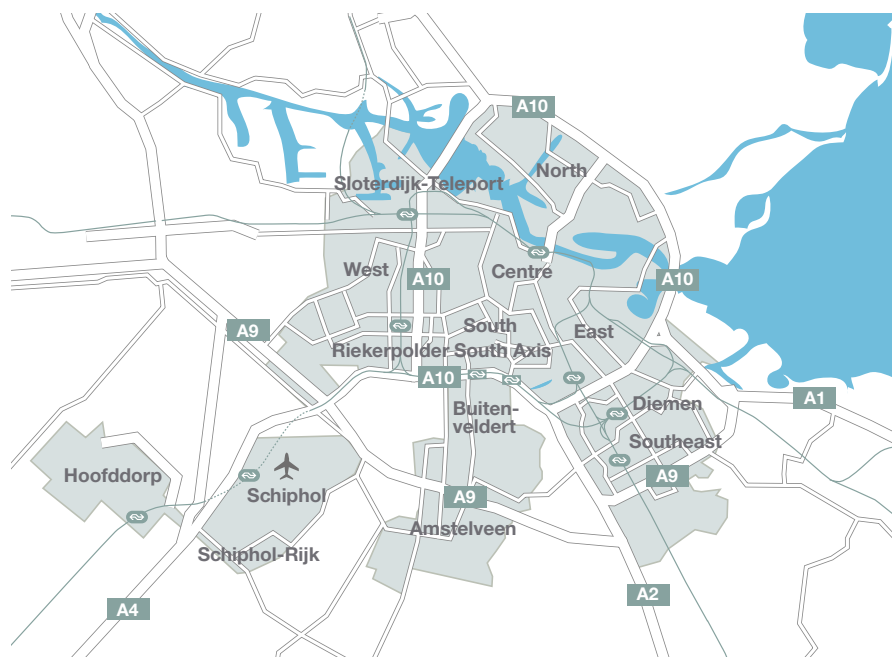 A10
North
Sloterdijk-Teleport
West
A10
Centre
A10
A9
South
East
Riekerpolder South Axis
A10
Buiten-
veldert
Diemen
A1
Southeast
Hoofddorp
Schiphol
A9
A9
Amstelveen
Schiphol-Rijk
A4
A2